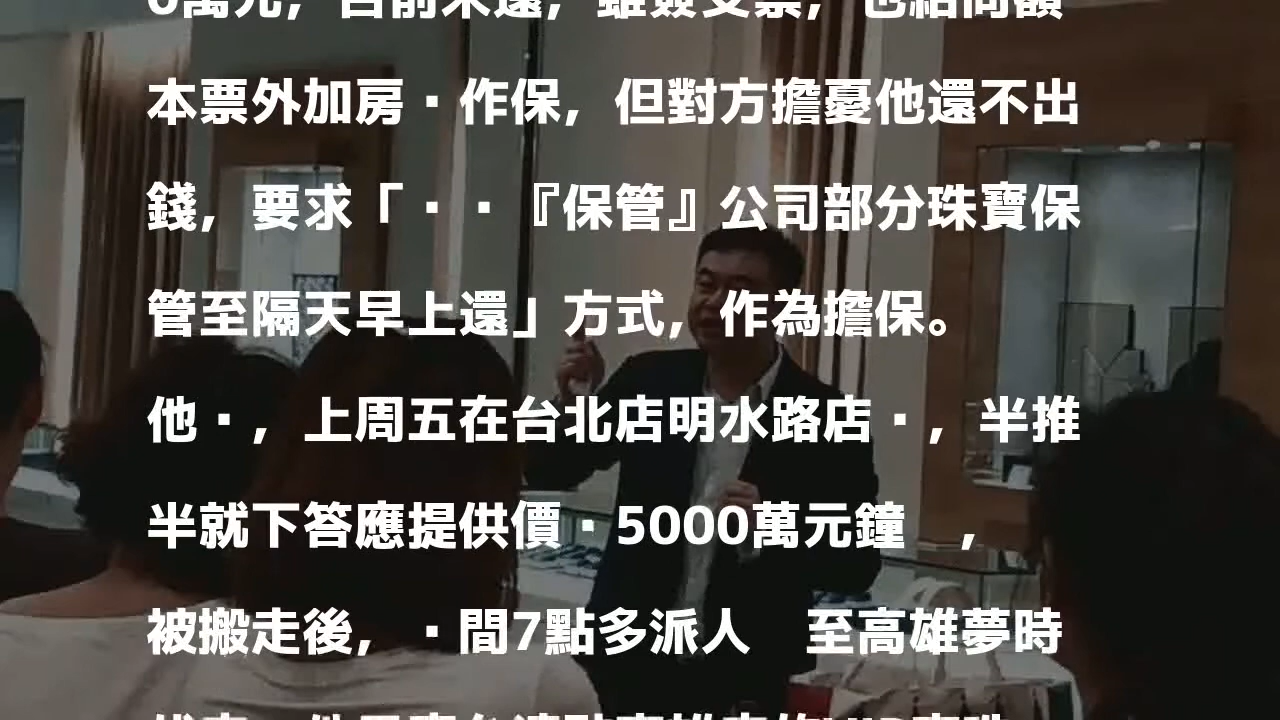 本票外加房·作保，但對方擔憂他還不出
錢，要求「··『保管』公司部分珠寶保
管至隔天早上還」方式，作為擔保。
他·，上周五在台北店明水路店·，半推
半就下答應提供價·5000萬元鐘　，
被搬走後，·間7點多派人　至高雄夢時